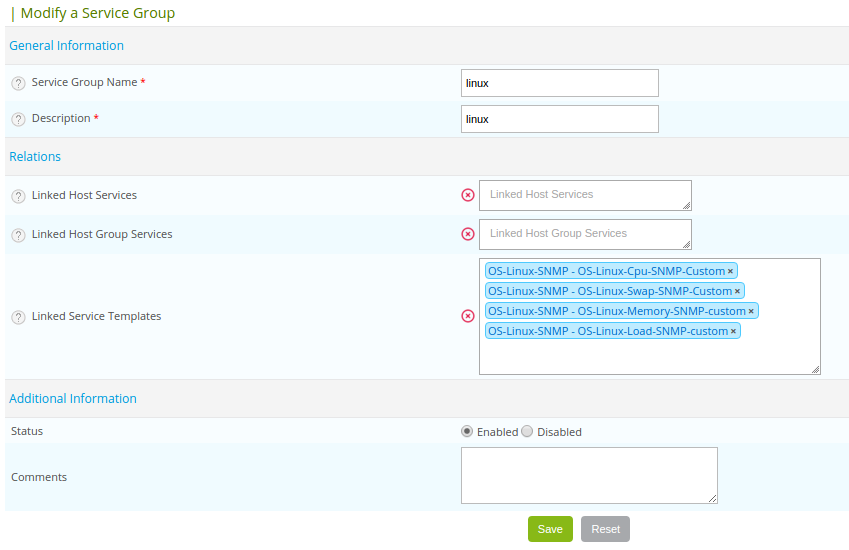 Modify a Service Group
General Information
? Service Group Name * linux
? Description * linux
Relations
? Linked Host Services Linked Host Services
? Linked Host Group Services Linked Host Group Services
OS-Linux-SNMP - OS-Linux-Cpu-SNMP-Custom ×
OS-Linux-SNMP - OS-Linux-Swap-SNMP-Custom ×
? Linked Service Templates OS-Linux-SNMP - OS-Linux-Memory-SNMP-custom ×
OS-Linux-SNMP - OS-Linux-Load-SNMP-custom ×
Additional Information
Status Enabled Disabled
Comments
Save Reset